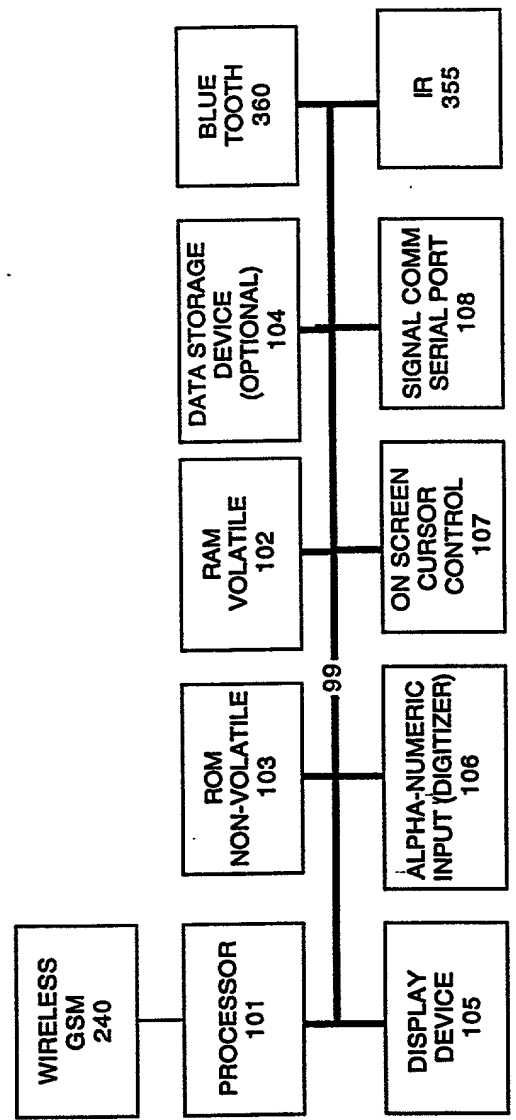 WIRELESS
GSM
240
PROCESSOR
101
ROM
NON-VOLATILE
103
RAM
VOLATILE
102
DATA STORAGE
DEVICE
(OPTIONAL)
104
BLUE
TOOTH
360
99
DISPLAY
DEVICE
105
ALPHA-NUMERIC
INPUT (DIGITIZER)
106
ON SCREEN
CURSOR
CONTROL
107
SIGNAL COMM
SERIAL PORT
108
IR
355